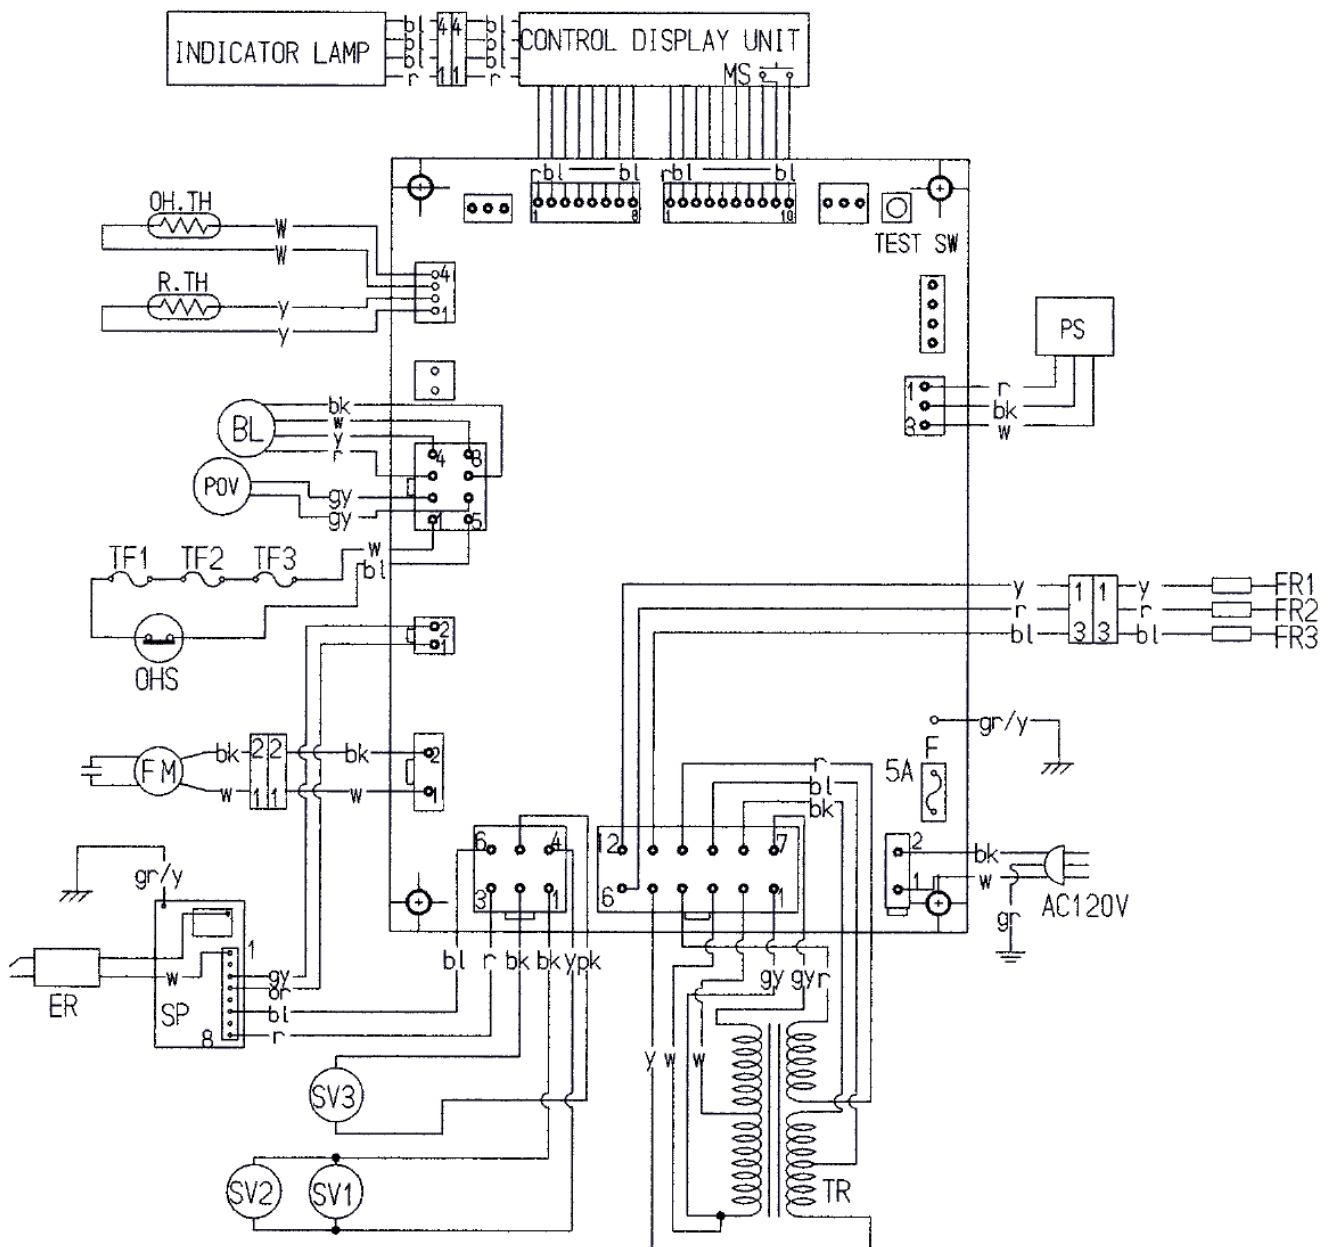 INDICATOR LAMP
bl 4 4 bl
bl bl
bl bl
r 1 1 r
CONTROL DISPLAY UNIT
MS
r bl bl
1 8
r bl bl
1 10
TEST SW
OH.TH
W
W
R.TH
y
y
4
1
PS
1 r
bk
3 w
BL
bk
w
y
r
4 8
POV
gy
gy
1 5
TF1 TF2 TF3
w
bl
OHS
2
1
y 1 1 y FR1
r r FR2
bl 3 3 bl FR3
gr/y
F
5A
FM
bk 2 2 bk 2
w 1 1 w 1
r
bl
bk
6 4
3 1
12 7
6 1
2 bk
1 w
gr
AC120V
gr/y
ER
w
SP
1
8
gy
or
bl
r
bl r bk bk y pk
gy gy r
y w w
SV3
SV2 SV1
TR